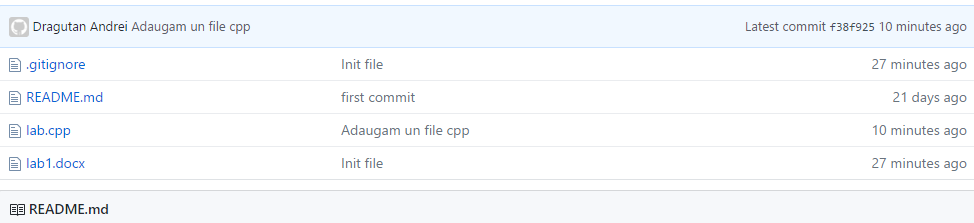 Dragutan Andrei Adaugam un file cpp Latest commit f38f925 10 minutes ago
.gitignore Init file 27 minutes ago
README.md first commit 21 days ago
lab.cpp Adaugam un file cpp 10 minutes ago
lab1.docx Init file 27 minutes ago
README.md